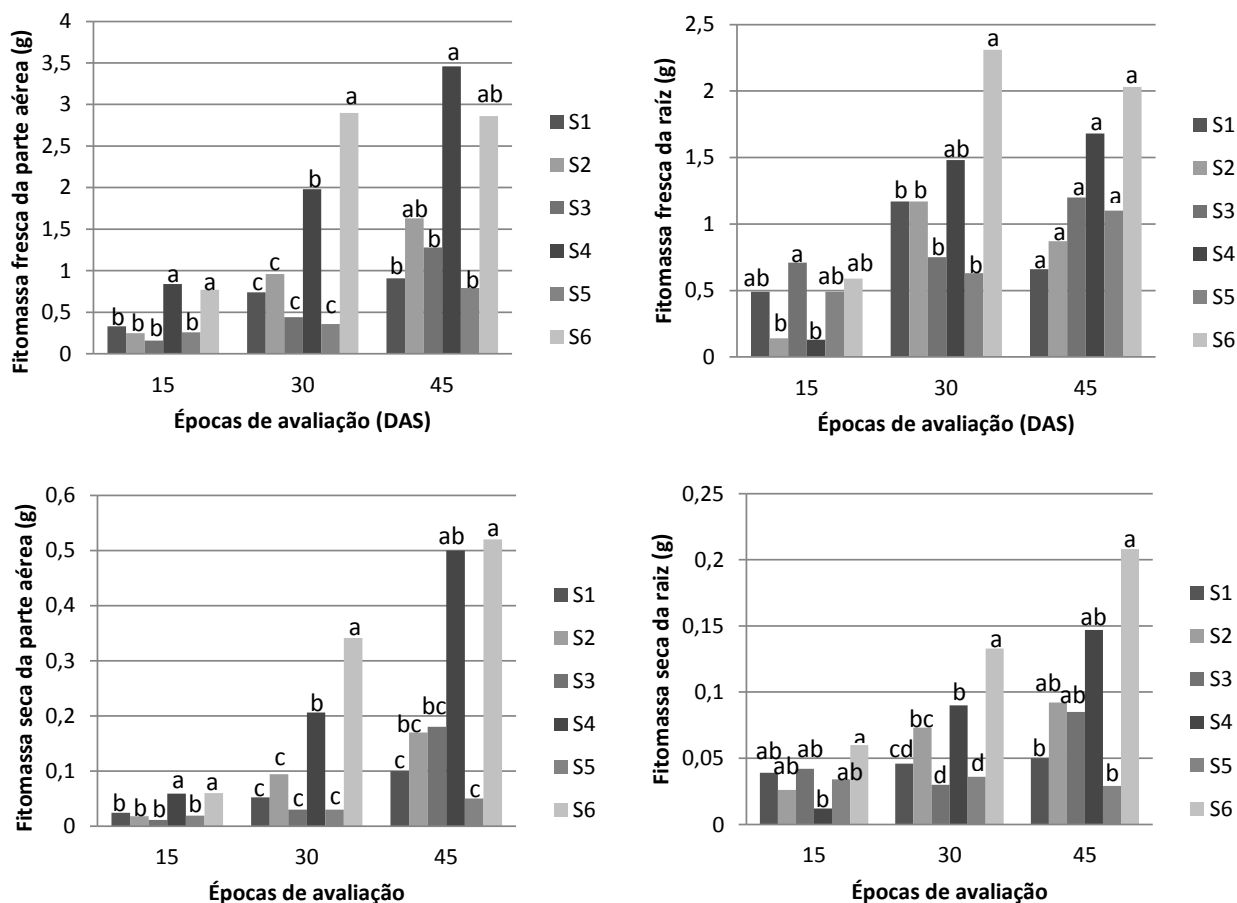 Fitomassa fresca da parte aérea (g)
4
3,5
3
2,5
2
1,5
1
0,5
0
b b b a b a
c c c b c a
b ab b a b ab
15 30 45
Épocas de avaliação (DAS)
S1
S2
S3
S4
S5
S6
Fitomassa fresca da raíz (g)
2,5
2
1,5
1
0,5
0
ab b a b ab ab
b b b ab b a
a a a a a a
15 30 45
Épocas de avaliação (DAS)
S1
S2
S3
S4
S5
S6
Fitomassa seca da parte aérea (g)
0,6
0,5
0,4
0,3
0,2
0,1
0
b b b a b a
c c c b c a
c bc bc ab c a
15 30 45
Épocas de avaliação
S1
S2
S3
S4
S5
S6
Fitomassa seca da raiz (g)
0,25
0,2
0,15
0,1
0,05
0
ab ab ab b ab a
cd bc d b d a
b ab ab ab b a
15 30 45
Épocas de avaliação
S1
S2
S3
S4
S5
S6